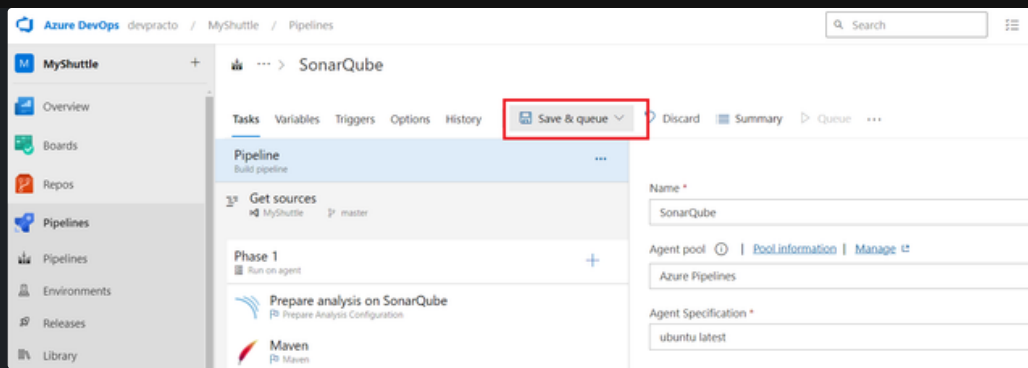 Azure DevOps devpracto / MyShuttle / Pipelines
Search
M MyShuttle +
Overview
Boards
Repos
Pipelines
Pipelines
Environments
Releases
Library
... > SonarQube
Tasks Variables Triggers Options History Save & queue Discard Summary Queue ...
Pipeline ...
Build pipeline
Get sources
MyShuttle master
Phase 1 +
Run on agent
Prepare analysis on SonarQube
Prepare Analysis Configuration
Maven
Maven
Name *
SonarQube
Agent pool | Pool information | Manage
Azure Pipelines
Agent Specification *
ubuntu latest